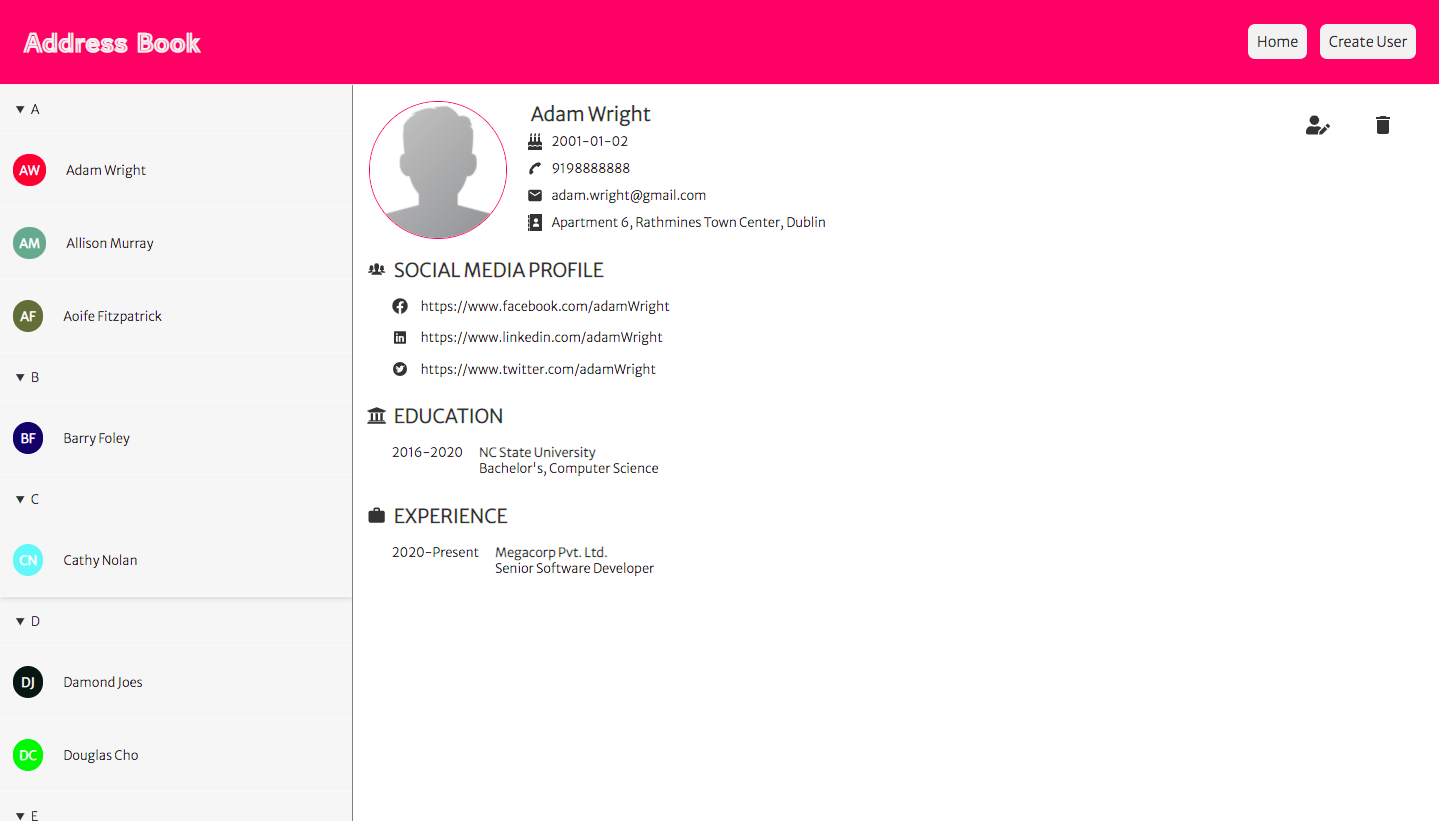 Address Book
Home
Create User
A
AW Adam Wright
AM Allison Murray
AF Aoife Fitzpatrick
B
BF Barry Foley
C
CN Cathy Nolan
D
DJ Damond Joes
DC Douglas Cho
E
Adam Wright
2001-01-02
9198888888
adam.wright@gmail.com
Apartment 6, Rathmines Town Center, Dublin
SOCIAL MEDIA PROFILE
https://www.facebook.com/adamWright
https://www.linkedin.com/adamWright
https://www.twitter.com/adamWright
EDUCATION
2016-2020 NC State University
Bachelor's, Computer Science
EXPERIENCE
2020-Present Megacorp Pvt. Ltd.
Senior Software Developer